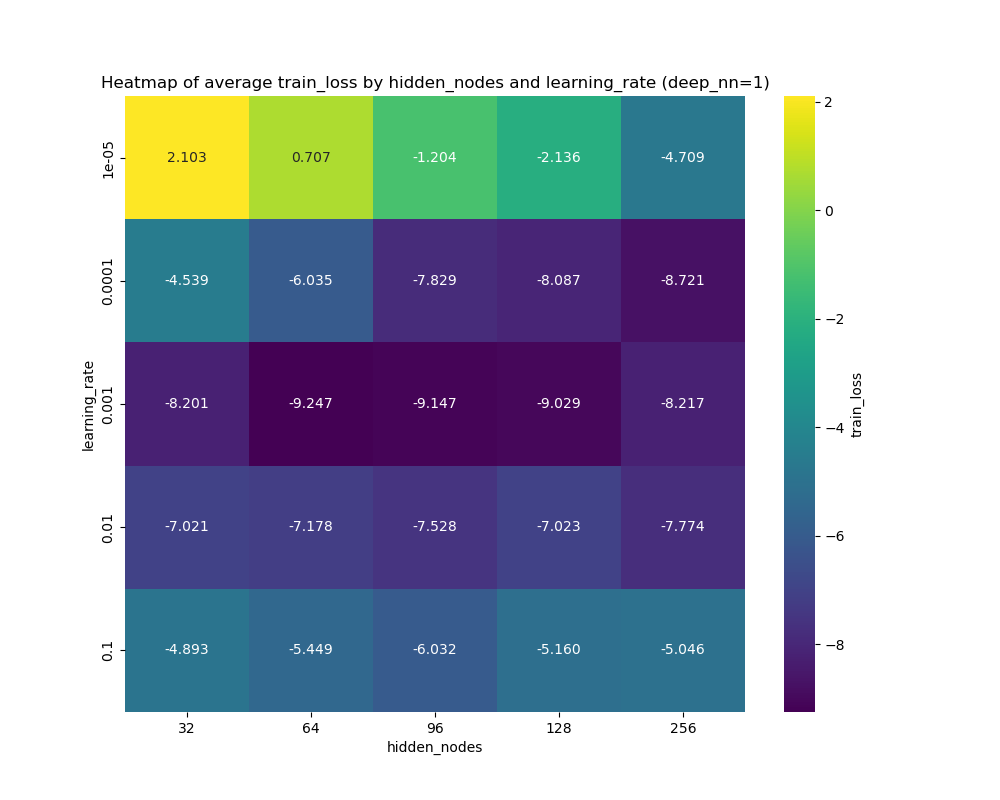 Heatmap of average train_loss by hidden_nodes and learning_rate (deep_nn=1)
learning_rate
1e-05 2.103 0.707 -1.204 -2.136 -4.709
0.0001 -4.539 -6.035 -7.829 -8.087 -8.721
0.001 -8.201 -9.247 -9.147 -9.029 -8.217
0.01 -7.021 -7.178 -7.528 -7.023 -7.774
0.1 -4.893 -5.449 -6.032 -5.160 -5.046
32 64 96 128 256
hidden_nodes
2
0
−2
−4
−6
−8
train_loss